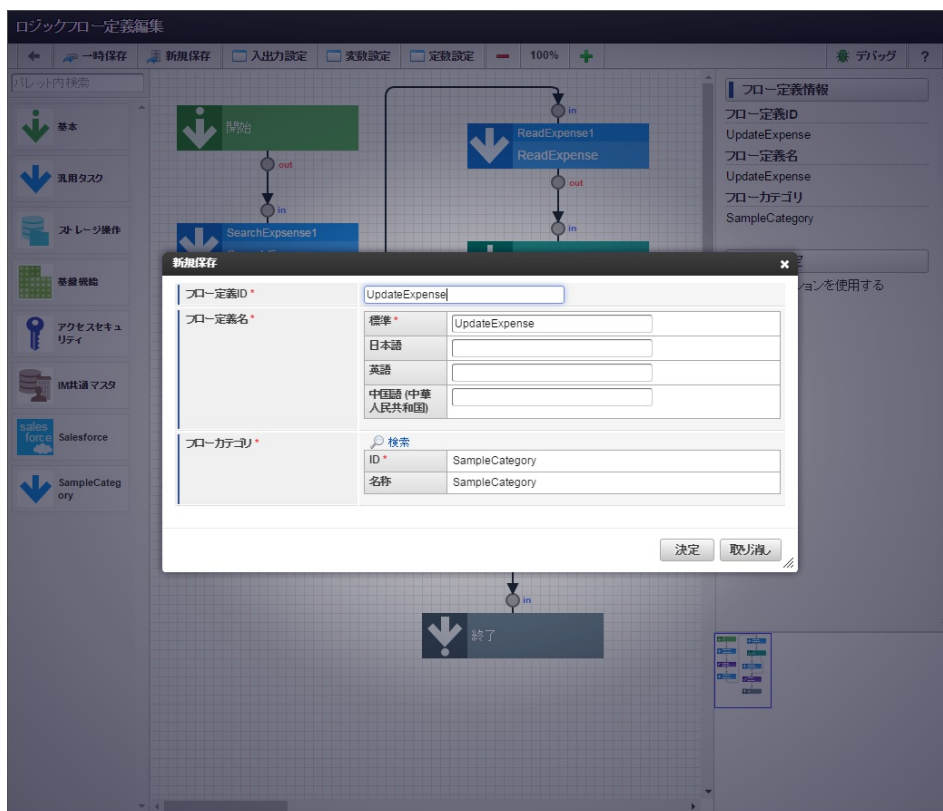 ロジックフロー定義編集
一時保存 新規保存 入出力設定 変数設定 定数設定 100% デバッグ ?
パレット内検索
基本
汎用タスク
ストレージ操作
基盤機能
アクセスセキュ
リティ
IM共通マスタ
sales
force
Salesforce
SampleCateg
ory
開始
out
in
SearchExpsense1
in
ReadExpense1
ReadExpense
out
in
フロー定義情報
フロー定義ID
UpdateExpense
フロー定義名
UpdateExpense
フローカテゴリ
SampleCategory
ションを使用する
新規保存
フロー定義ID * UpdateExpense
フロー定義名 * 標準 * UpdateExpense
日本語
英語
中国語 (中華
人民共和国)
フローカテゴリ * 検索
ID * SampleCategory
名称 SampleCategory
決定 取り消し
in
終了